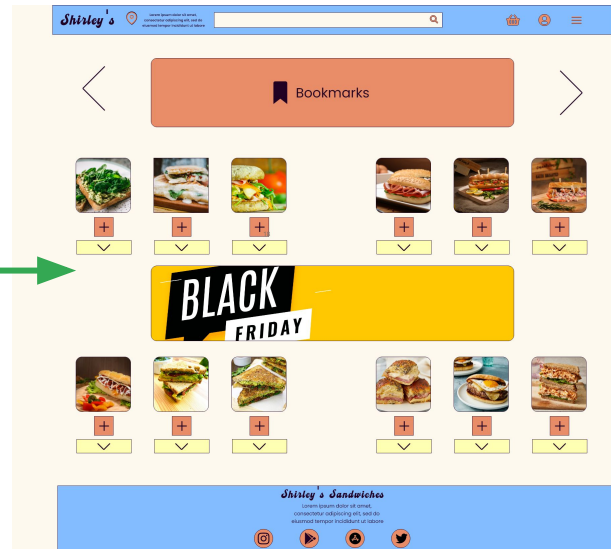 Shirley's
Lorem ipsum dolor sit amet,
consectetur adipiscing elit, sed do
eiusmod tempor incididunt ut labore
Bookmarks
BLACK
FRIDAY
Shirley's Sandwiches
Lorem ipsum dolor sit amet,
consectetur adipiscing elit, sed do
eiusmod tempor incididunt ut labore